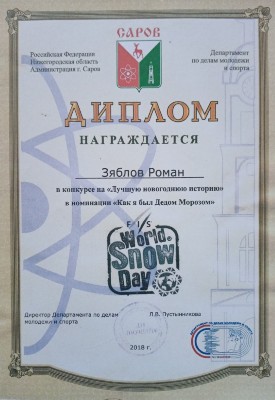 САРОВ
Российская Федерация
Нижегородская область
Администрация г. Саров
Департамент
по делам молодежи
и спорта
ДИПЛОМ
НАГРАЖДАЕТСЯ
Зяблов Роман
в конкурсе на «Лучшую новогоднюю историю»
в номинации «Как я был Дедом Морозом»
FIS
World
Snow
Day
Директор Департамента по делам
молодежи и спорта
Л.В. Пустынникова
2018 г.